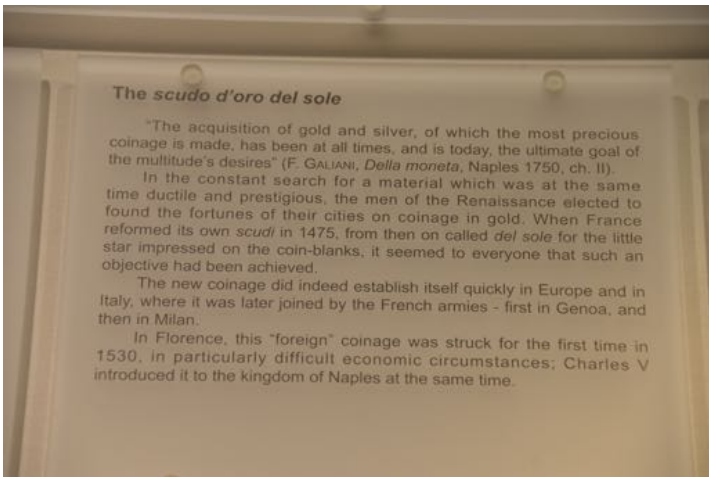 The scudo d'oro del sole
"The acquisition of gold and silver, of which the most precious
coinage is made, has been at all times, and is today, the ultimate goal of
the multitude's desires" (F. GALIANI, Della moneta, Naples 1750, ch. II).
In the constant search for a material which was at the same
time ductile and prestigious, the men of the Renaissance elected to
found the fortunes of their cities on coinage in gold. When France
reformed its own scudi in 1475, from then on called del sole for the little
star impressed on the coin-blanks, it seemed to everyone that such an
objective had been achieved.
The new coinage did indeed establish itself quickly in Europe and in
Italy, where it was later joined by the French armies - first in Genoa, and
then in Milan.
In Florence, this "foreign" coinage was struck for the first time in
1530, in particularly difficult economic circumstances; Charles V
introduced it to the kingdom of Naples at the same time.